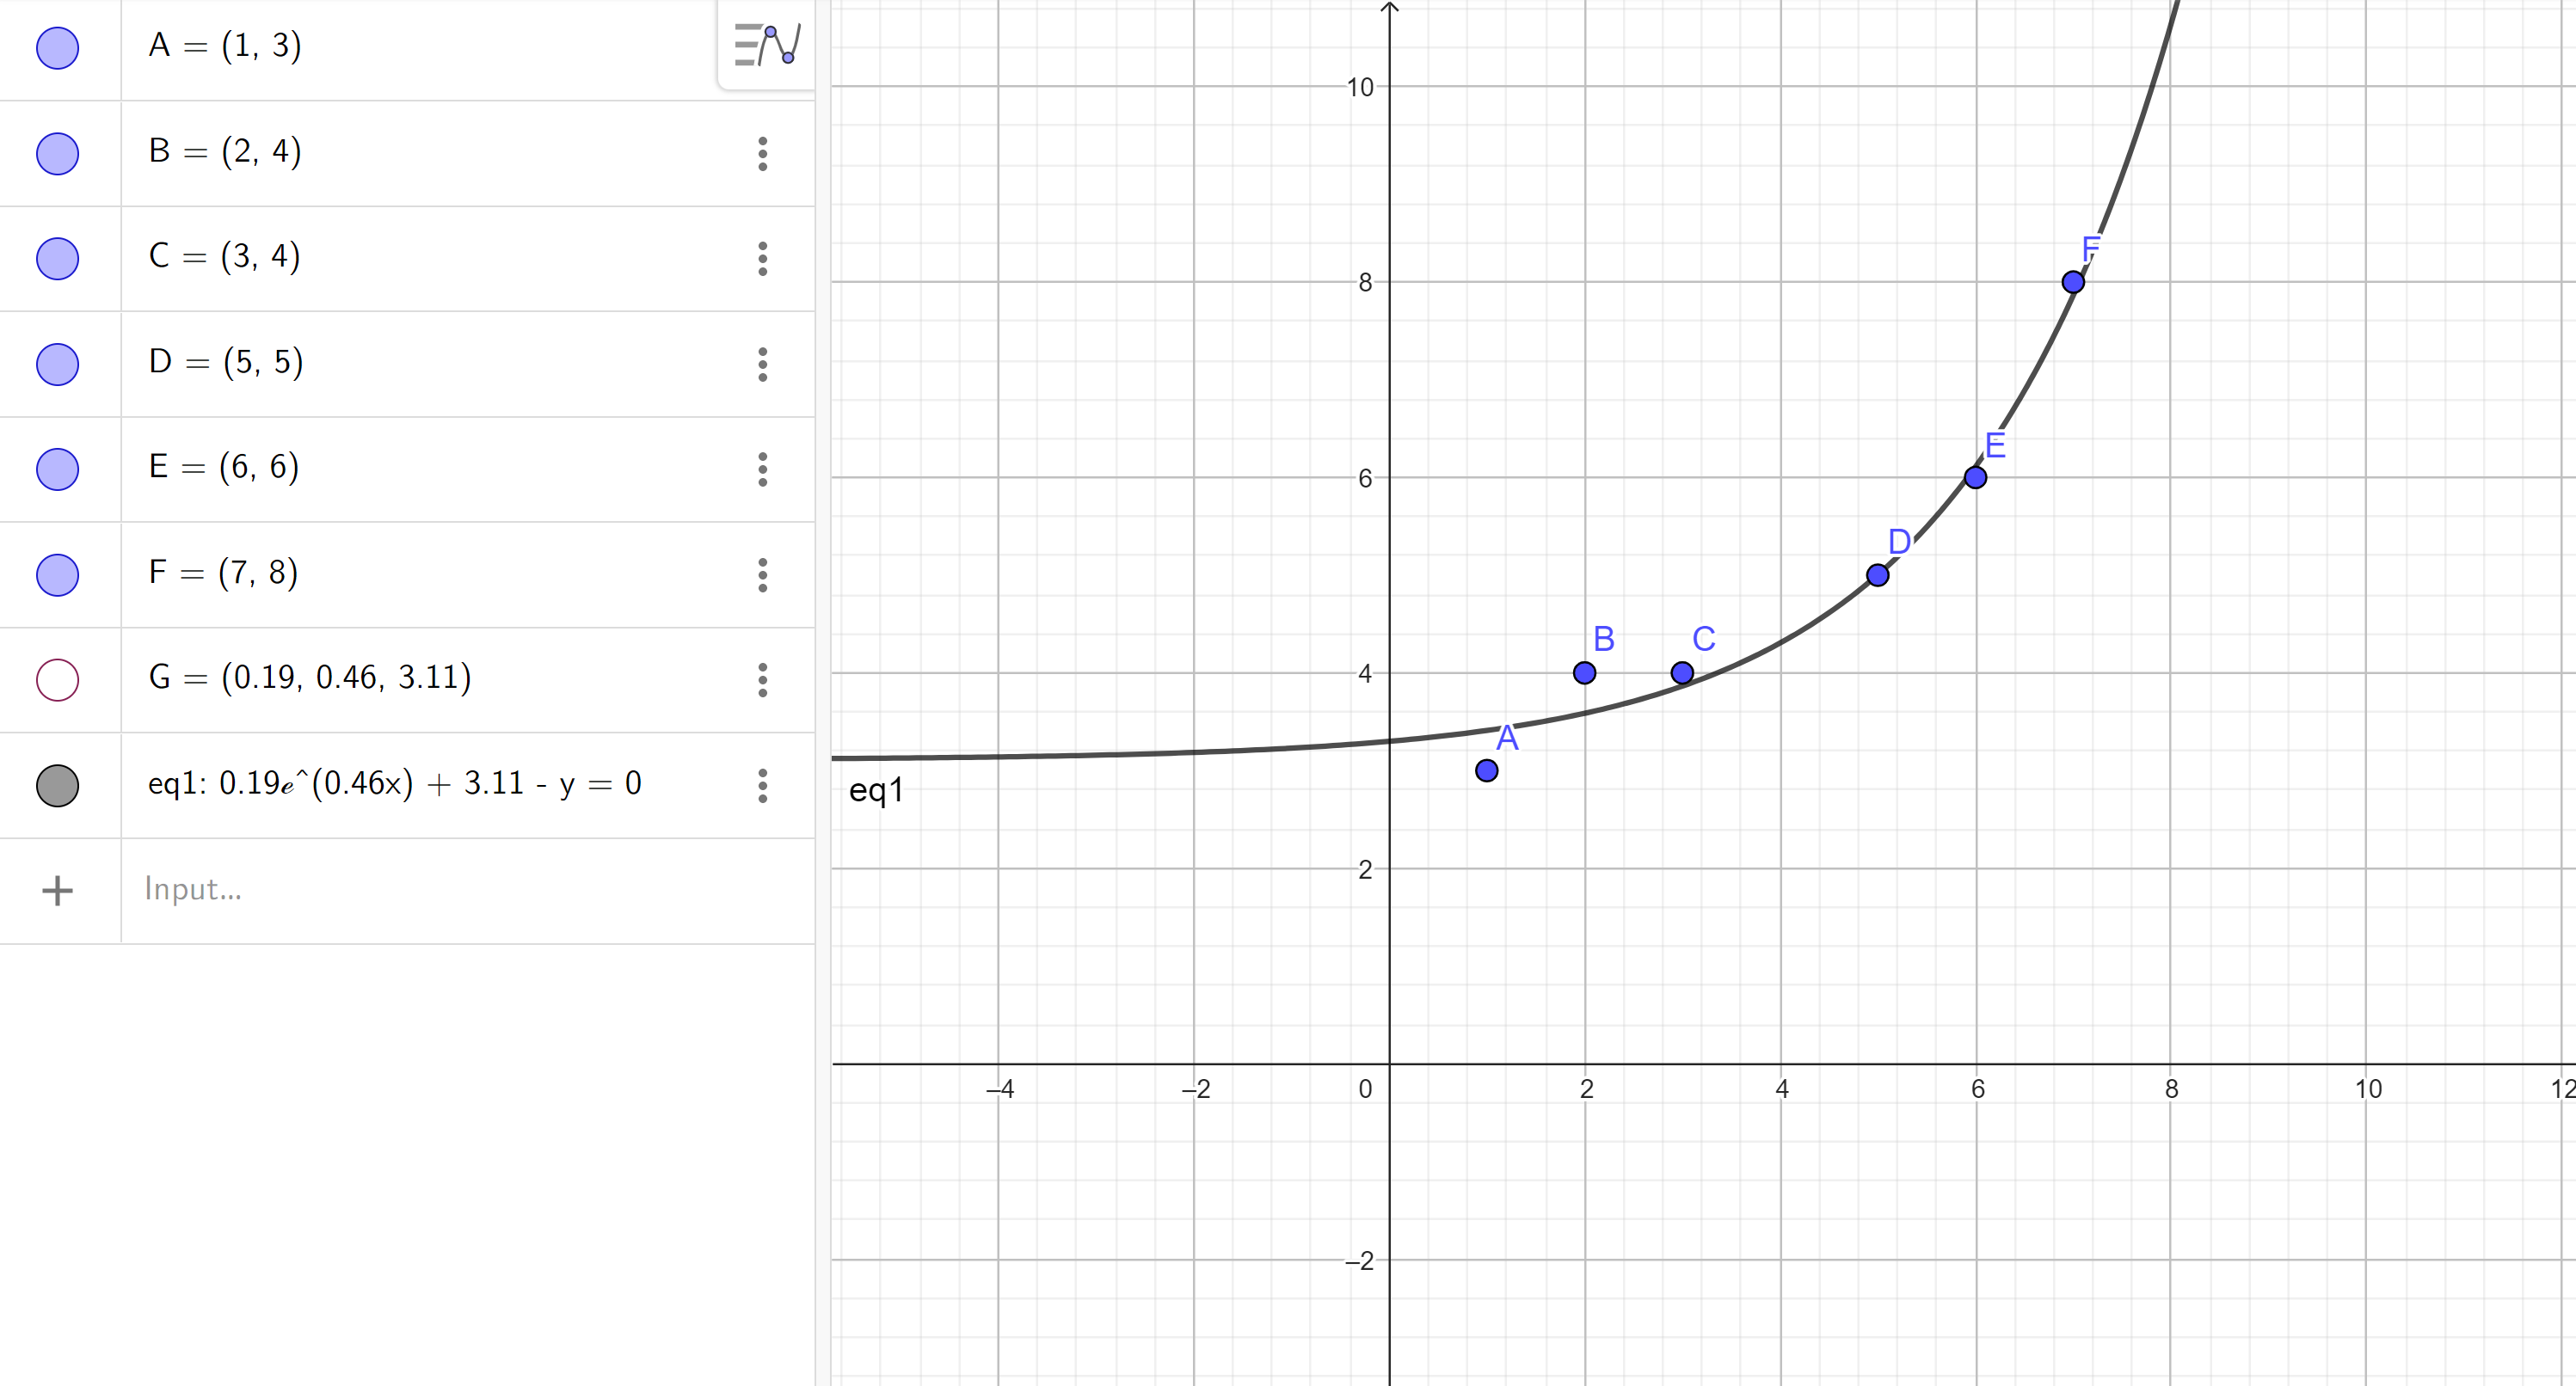 A = (1, 3)
B = (2, 4)
C = (3, 4)
D = (5, 5)
E = (6, 6)
F = (7, 8)
G = (0.19, 0.46, 3.11)
eq1: 0.19ℯ^(0.46x) + 3.11 - y = 0
+ Input...
10
8
F
6
E
D
4
B
C
A
eq1
2
–4
–2
0
2
4
6
8
10
12
–2